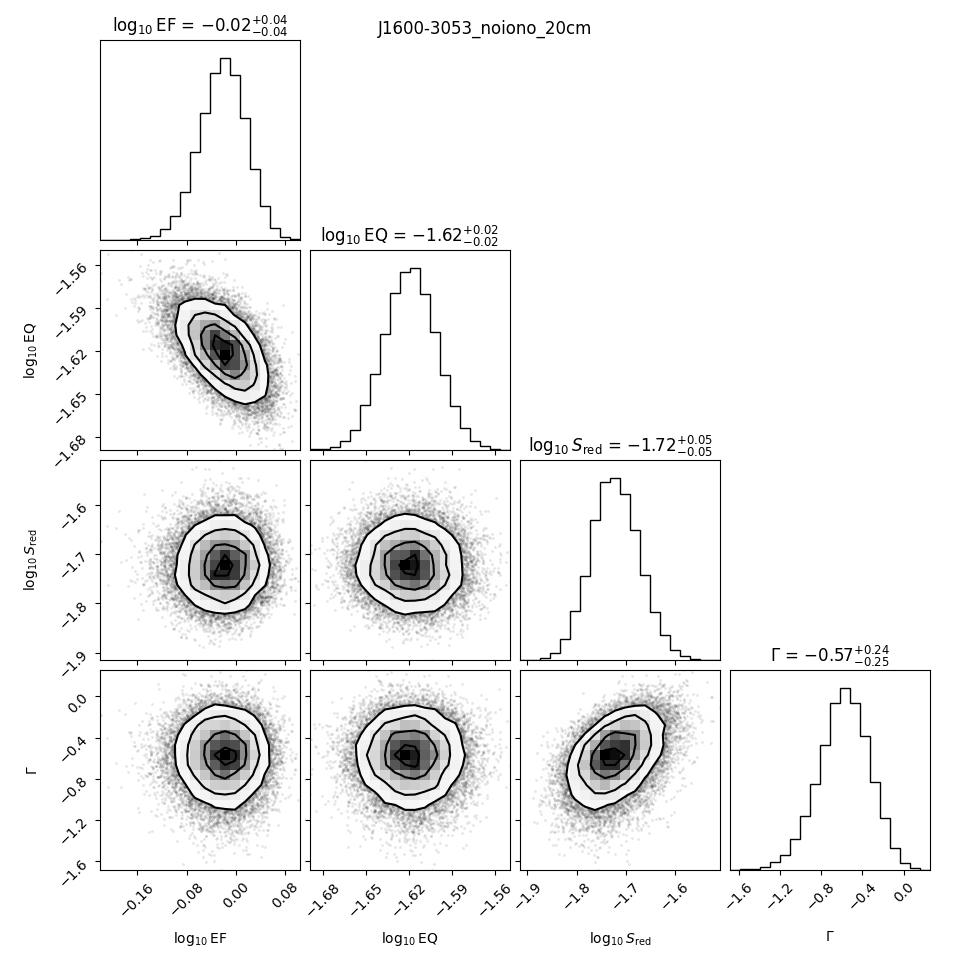 J1600-3053_noiono_20cm
log₁₀ EF = −0.02⁺⁰·⁰⁴₋₀.₀₄
log₁₀ EQ = −1.62⁺⁰·⁰²₋₀.₀₂
−1.56
−1.59
−1.62
−1.65
−1.68
log₁₀ EQ
log₁₀ S_red = −1.72⁺⁰·⁰⁵₋₀.₀₅
−1.6
−1.7
−1.8
−1.9
log₁₀ S_red
Γ = −0.57⁺⁰·²⁴₋₀.₂₅
0.0
−0.4
−0.8
−1.2
−1.6
Γ
−0.16 −0.08 0.00 0.08
−1.68 −1.65 −1.62 −1.59 −1.56
−1.9 −1.8 −1.7 −1.6
−1.6 −1.2 −0.8 −0.4 0.0
log₁₀ EF
log₁₀ EQ
log₁₀ S_red
Γ